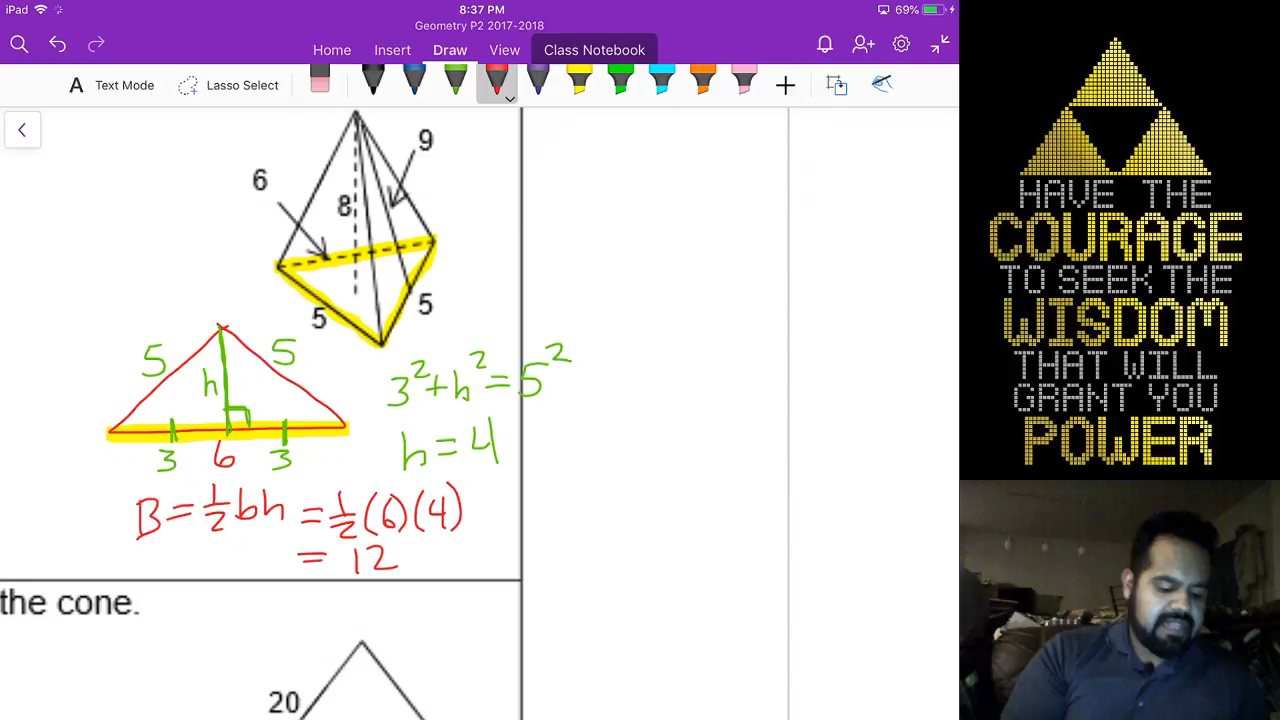 iPad
8:37 PM
69%
Geometry P2 2017-2018
Home Insert Draw View Class Notebook
A Text Mode Lasso Select
9
6
8
5 5
5 5
h
3 6 3
3²+h²=5²
h=4
B=½bh =½(6)(4)
= 12
the cone.
20
HAVE THE
COURAGE
TO SEEK THE
WISDOM
THAT WILL
GRANT YOU
POWER